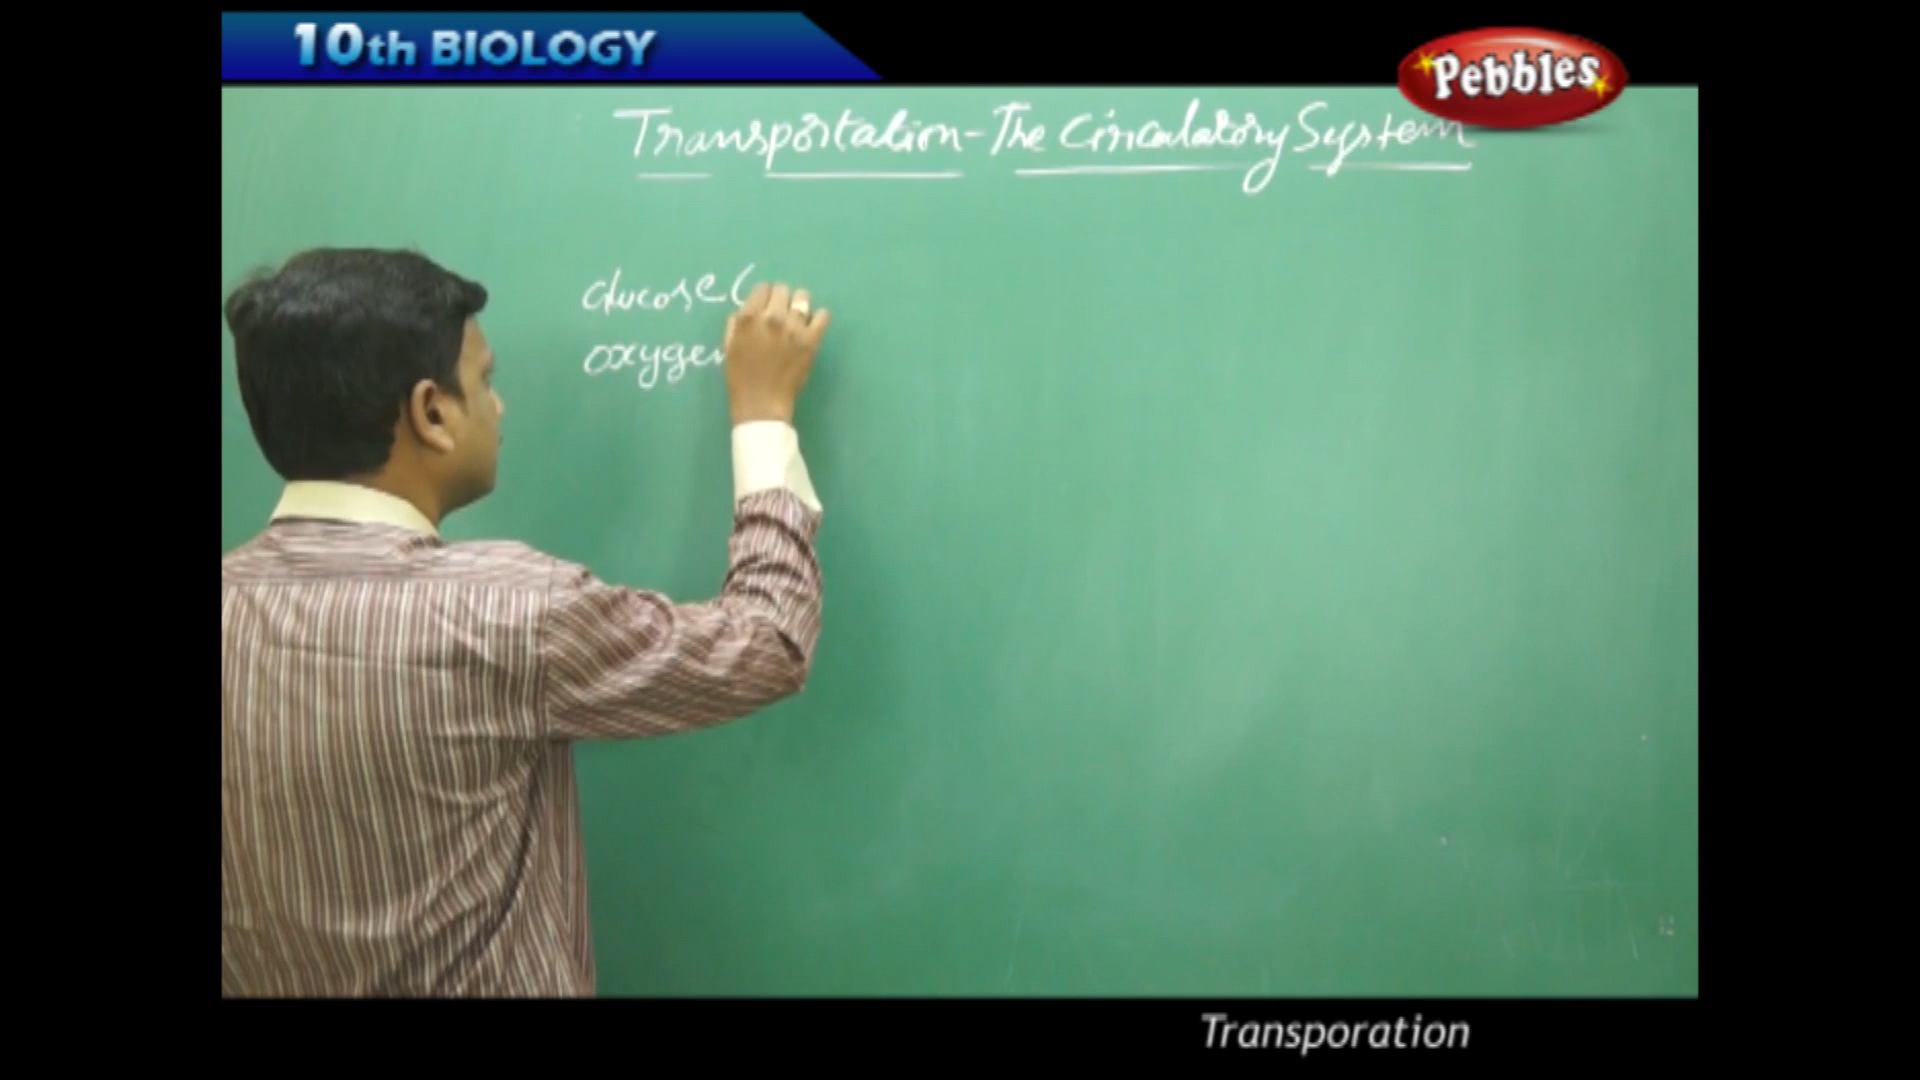 10th BIOLOGY
Pebbles
Transportation - The Circulatory System
Glucose (
oxygen
Transporation